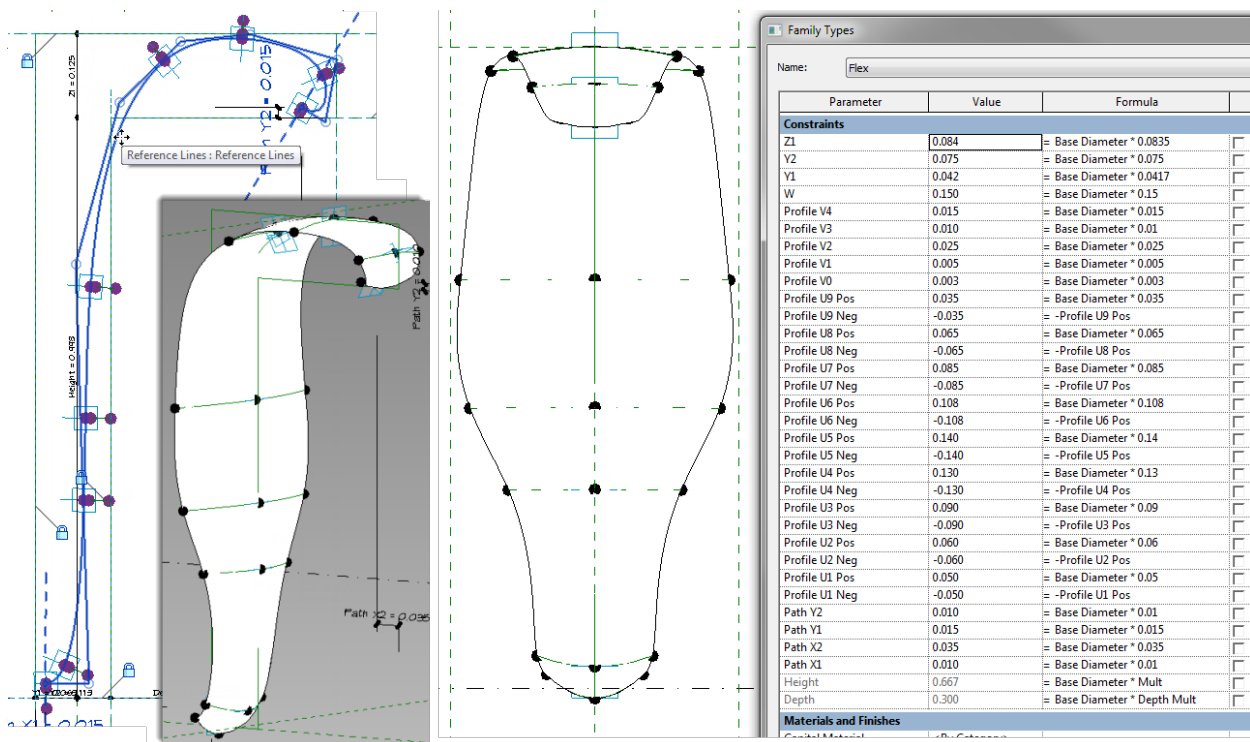 Z1 = 0.125
Path Y2 = 0.015
Reference Lines : Reference Lines
Height = 0.998
X1 = 0.015
Path Y2 = 0.010
Path X2 = 0.035
Family Types
Name: Flex
Parameter Value Formula
Constraints
Z1 0.084 = Base Diameter * 0.0835
Y2 0.075 = Base Diameter * 0.075
Y1 0.042 = Base Diameter * 0.0417
W 0.150 = Base Diameter * 0.15
Profile V4 0.015 = Base Diameter * 0.015
Profile V3 0.010 = Base Diameter * 0.01
Profile V2 0.025 = Base Diameter * 0.025
Profile V1 0.005 = Base Diameter * 0.005
Profile V0 0.003 = Base Diameter * 0.003
Profile U9 Pos 0.035 = Base Diameter * 0.035
Profile U9 Neg -0.035 = -Profile U9 Pos
Profile U8 Pos 0.065 = Base Diameter * 0.065
Profile U8 Neg -0.065 = -Profile U8 Pos
Profile U7 Pos 0.085 = Base Diameter * 0.085
Profile U7 Neg -0.085 = -Profile U7 Pos
Profile U6 Pos 0.108 = Base Diameter * 0.108
Profile U6 Neg -0.108 = -Profile U6 Pos
Profile U5 Pos 0.140 = Base Diameter * 0.14
Profile U5 Neg -0.140 = -Profile U5 Pos
Profile U4 Pos 0.130 = Base Diameter * 0.13
Profile U4 Neg -0.130 = -Profile U4 Pos
Profile U3 Pos 0.090 = Base Diameter * 0.09
Profile U3 Neg -0.090 = -Profile U3 Pos
Profile U2 Pos 0.060 = Base Diameter * 0.06
Profile U2 Neg -0.060 = -Profile U2 Pos
Profile U1 Pos 0.050 = Base Diameter * 0.05
Profile U1 Neg -0.050 = -Profile U1 Pos
Path Y2 0.010 = Base Diameter * 0.01
Path Y1 0.015 = Base Diameter * 0.015
Path X2 0.035 = Base Diameter * 0.035
Path X1 0.010 = Base Diameter * 0.01
Height 0.667 = Base Diameter * Mult
Depth 0.300 = Base Diameter * Depth Mult
Materials and Finishes